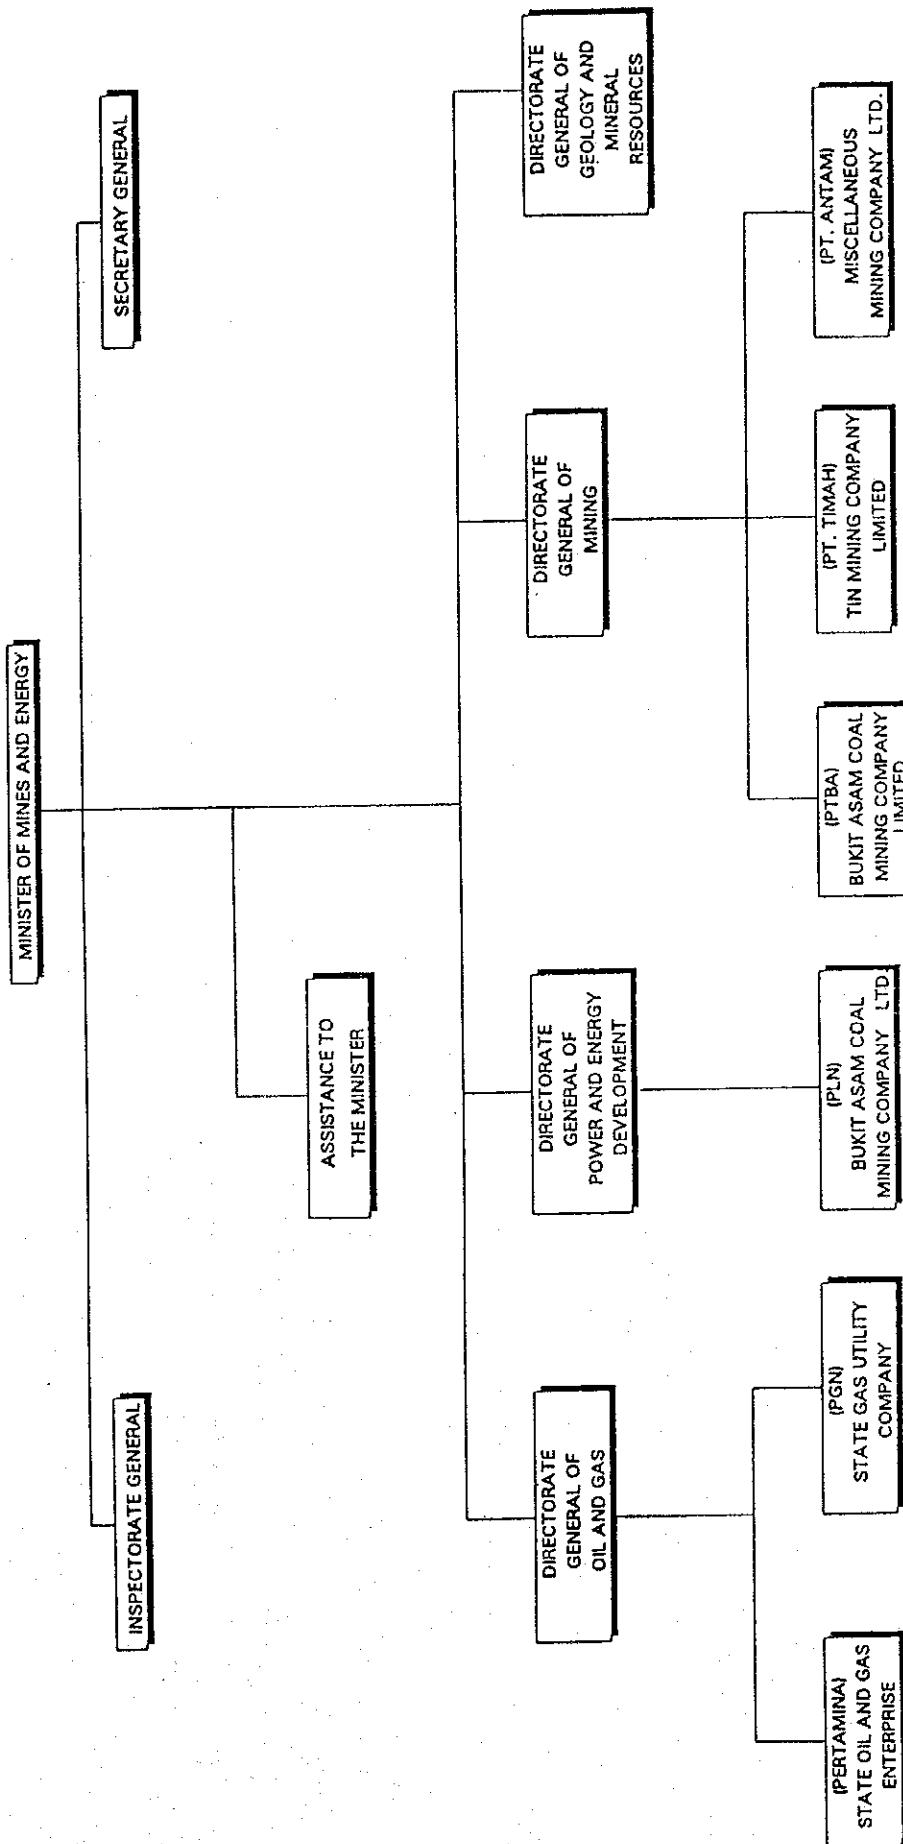 MINISTER OF MINES AND ENERGY
INSPECTORATE GENERAL
SECRETARY GENERAL
ASSISTANCE TO
THE MINISTER
DIRECTORATE
GENERAL OF
OIL AND GAS
DIRECTORATE
GENERAL OF
POWER AND ENERGY
DEVELOPMENT
DIRECTORATE
GENERAL OF
MINING
DIRECTORATE
GENERAL OF
GEOLOGY AND
MINERAL
RESOURCES
(PERTAMINA)
STATE OIL AND GAS
ENTERPRISE
(PGN)
STATE GAS UTILITY
COMPANY
(PLN)
BUKIT ASAM COAL
MINING COMPANY LTD.
(PTBA)
BUKIT ASAM COAL
MINING COMPANY
LIMITED
(PT. TIMAH)
TIN MINING COMPANY
LIMITED
(PT. ANTAM)
MISCELLANEOUS
MINING COMPANY LTD.